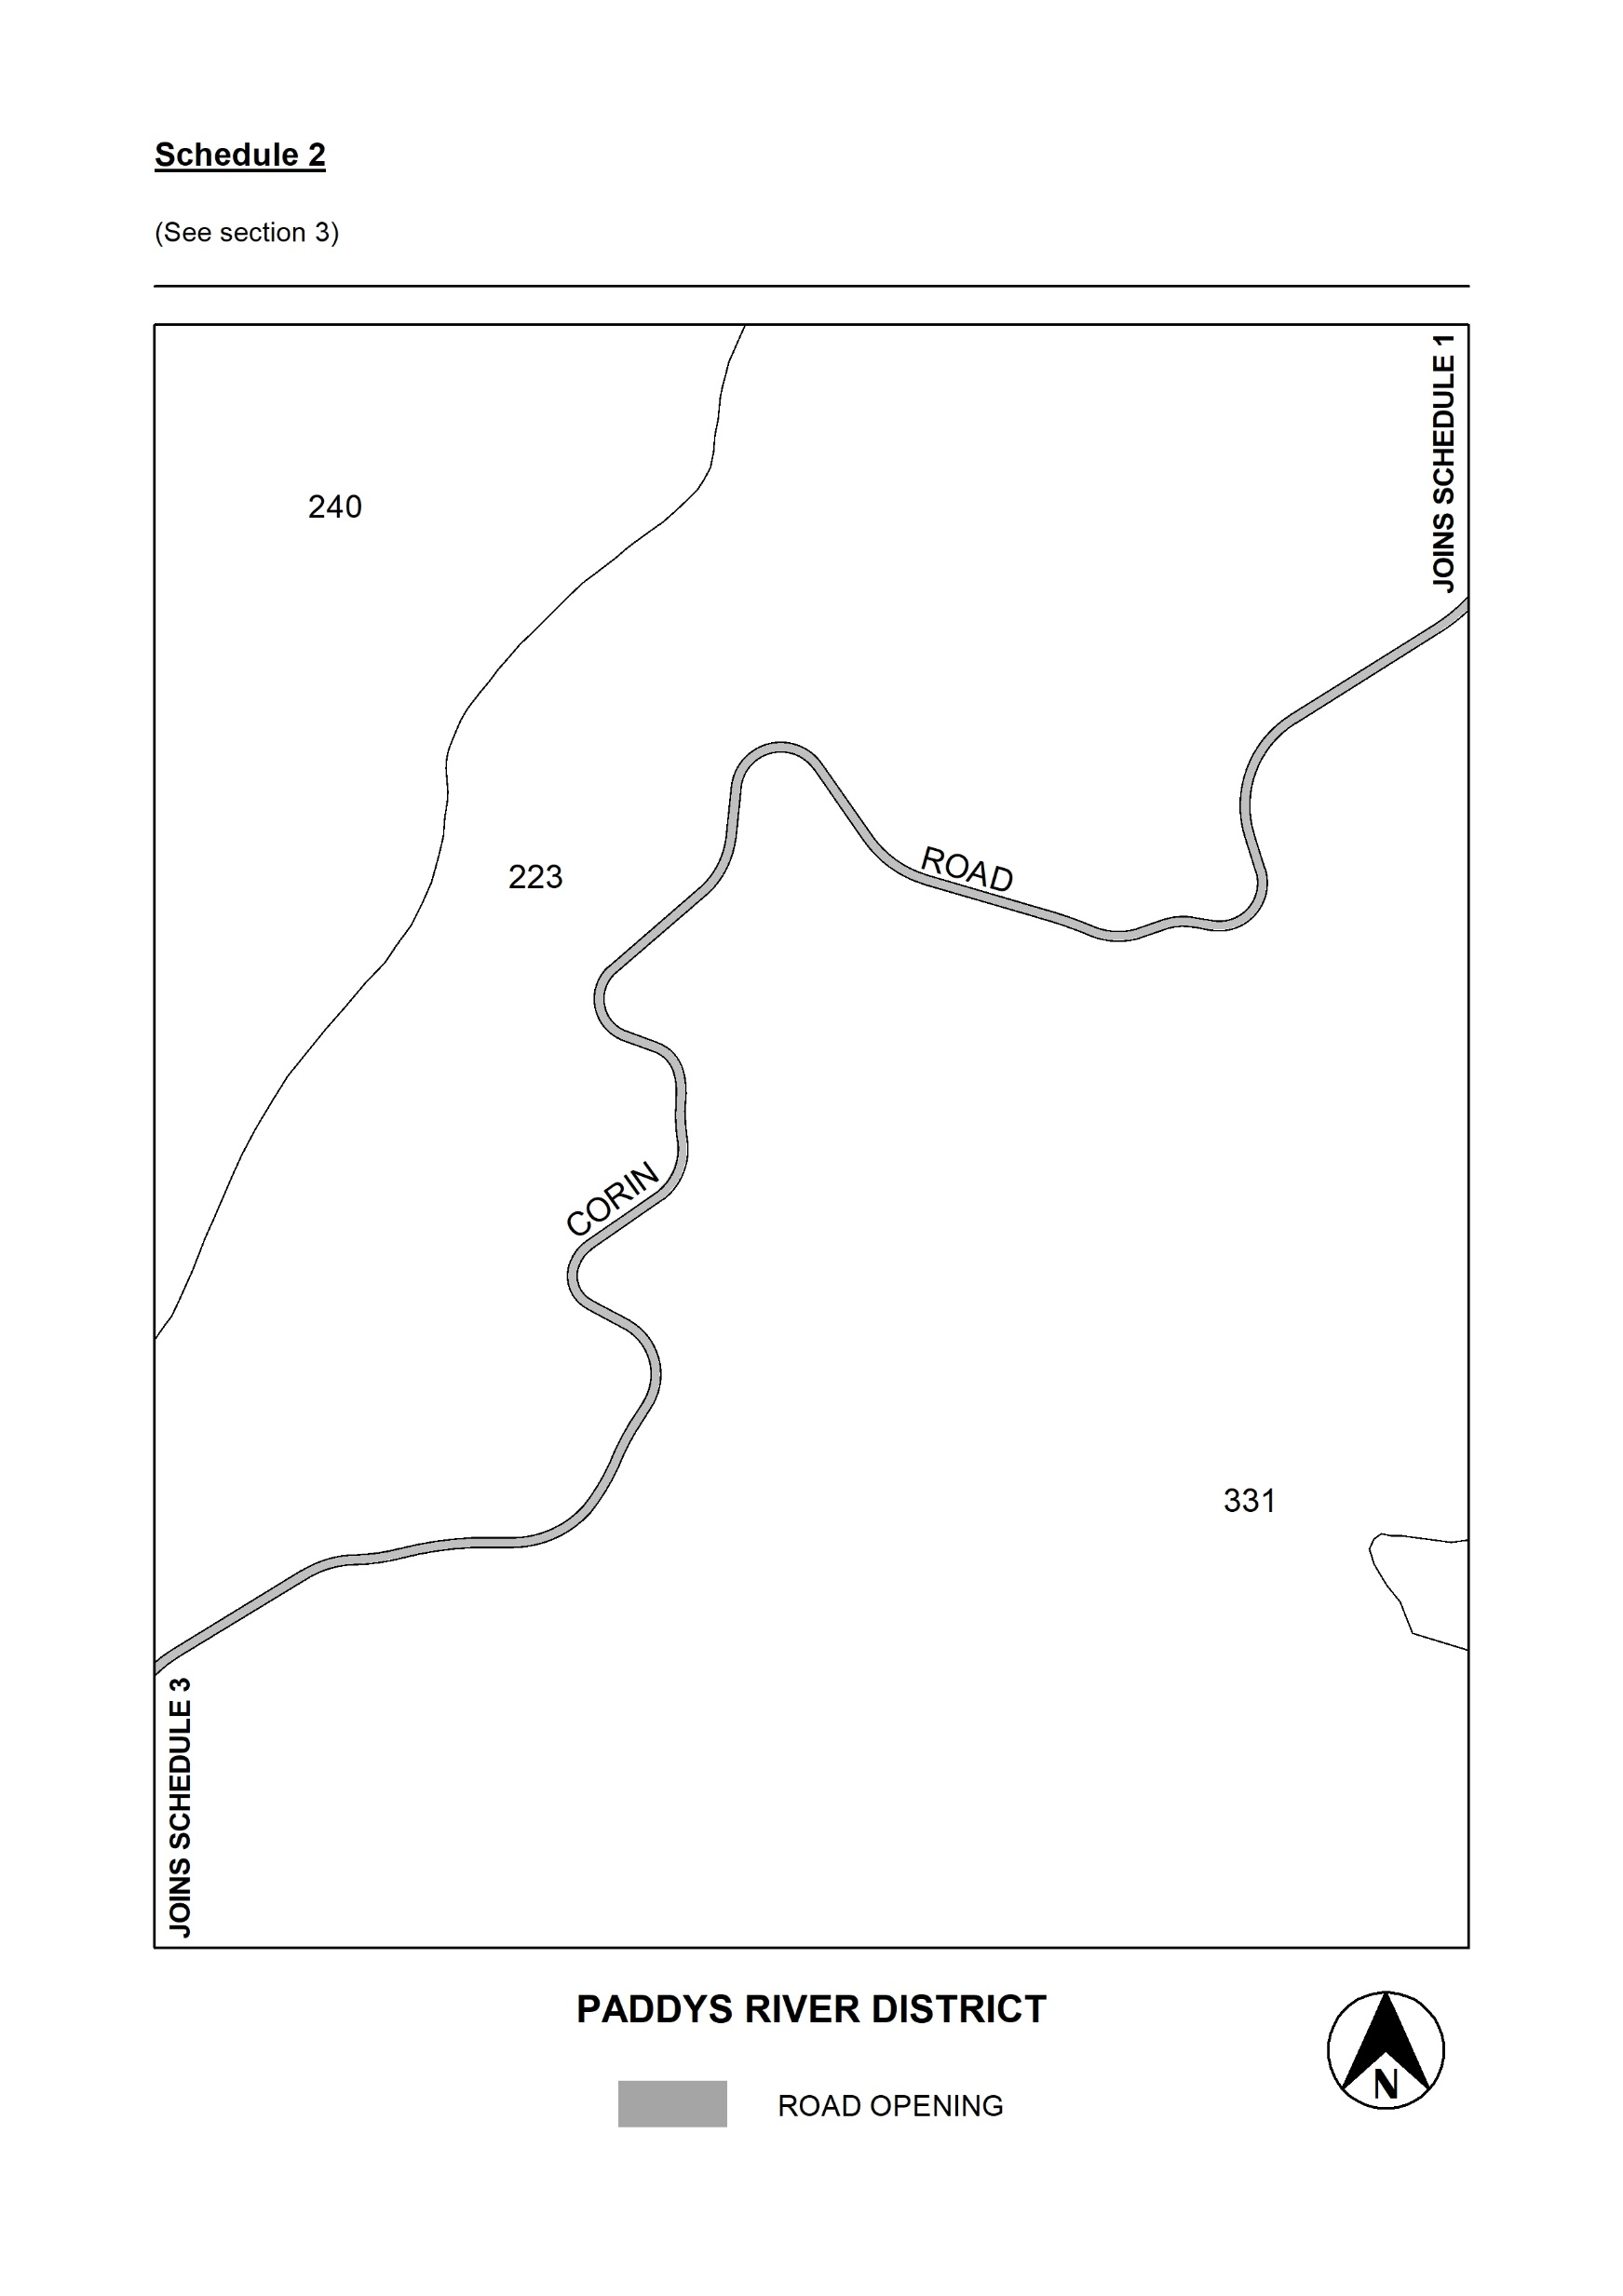 Schedule 2
(See section 3)
JOINS SCHEDULE 1
240
223
ROAD
CORIN
331
JOINS SCHEDULE 3
PADDYS RIVER DISTRICT
N
ROAD OPENING